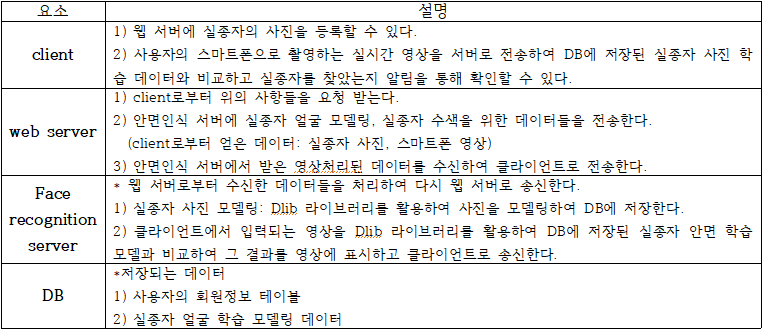 요소 설명
client
1) 웹 서버에 실종자의 사진을 등록할 수 있다.
2) 사용자의 스마트폰으로 촬영하는 실시간 영상을 서버로 전송하여 DB에 저장된 실종자 사진 학
습 데이터와 비교하고 실종자를 찾았는지 알림을 통해 확인할 수 있다.
web server
1) client로부터 위의 사항들을 요청 받는다.
2) 안면인식 서버에 실종자 얼굴 모델링, 실종자 수색을 위한 데이터들을 전송한다.
(client로부터 얻은 데이터: 실종자 사진, 스마트폰 영상)
3) 안면인식 서버에서 받은 영상처리된 데이터를 수신하여 클라이언트로 전송한다.
Face
recognition
server
* 웹 서버로부터 수신한 데이터들을 처리하여 다시 웹 서버로 송신한다.
1) 실종자 사진 모델링: Dlib 라이브러리를 활용하여 사진을 모델링하여 DB에 저장한다.
2) 클라이언트에서 입력되는 영상을 Dlib 라이브러리를 활용하여 DB에 저장된 실종자 안면 학습
모델과 비교하여 그 결과를 영상에 표시하고 클라이언트로 송신한다.
DB
*저장되는 데이터
1) 사용자의 회원정보 테이블
2) 실종자 얼굴 학습 모델링 데이터